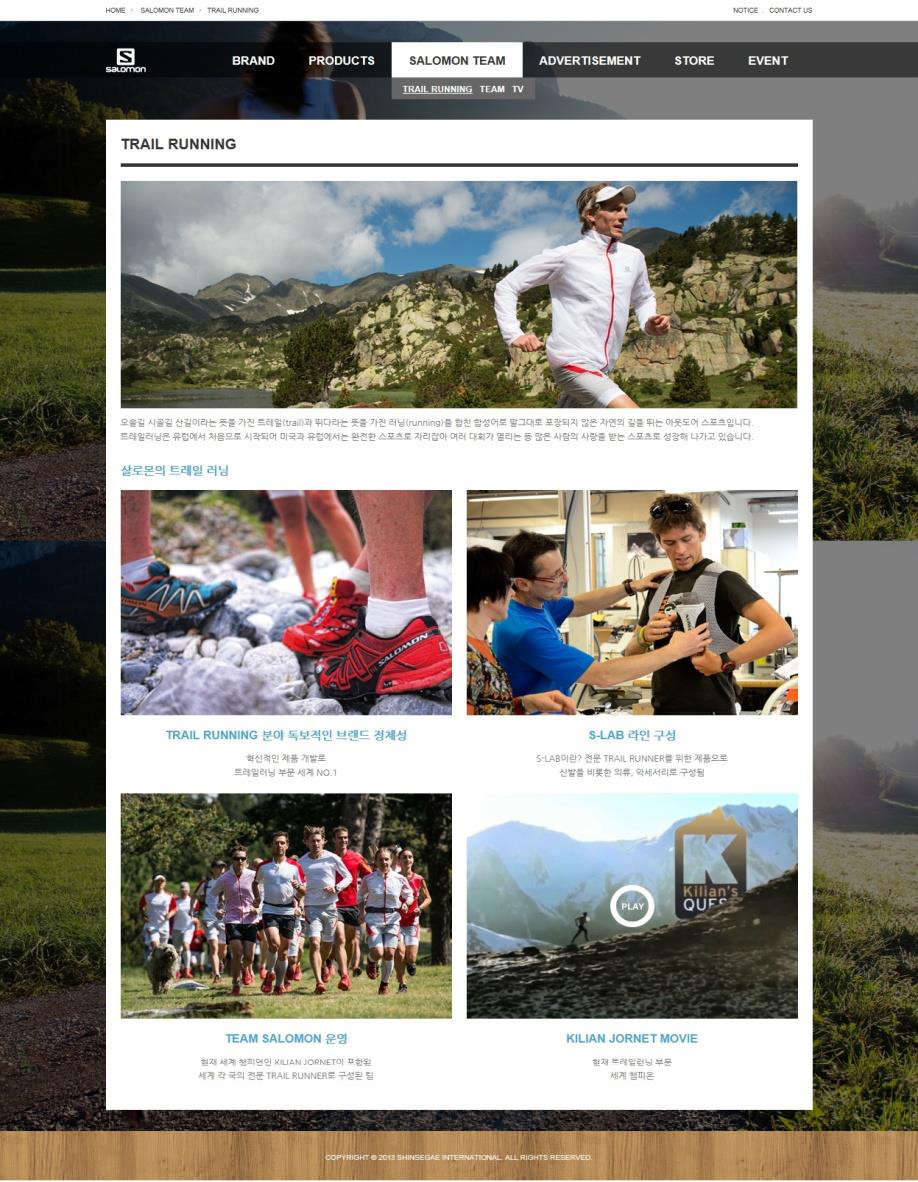 HOME › SALOMON TEAM › TRAIL RUNNING
NOTICE . CONTACT US
SALOMON
BRAND PRODUCTS SALOMON TEAM ADVERTISEMENT STORE EVENT
TRAIL RUNNING TEAM TV
TRAIL RUNNING
오솔길 시골길 산길이라는 뜻을 가진 트레일(trail)과 뛰다라는 뜻을 가진 러닝(running)를 합친 합성어로 말그대로 포장되지 않은 자연의 길을 뛰는 아웃도어 스포츠입니다.
트레일러닝은 유럽에서 처음으로 시작되어 미국과 유럽에서는 완전한 스포츠로 자리잡아 여러 대회가 열리는 등 많은 사람의 사랑을 받는 스포츠로 성장해 나가고 있습니다.
살로몬의 트레일 러닝
SALOMON
TRAIL RUNNING 분야 독보적인 브랜드 정체성
혁신적인 제품 개발로
트레일러닝 부문 세계 NO.1
S-LAB 라인 구성
S-LAB이란? 전문 TRAIL RUNNER를 위한 제품으로
신발을 비롯한 의류, 악세서리로 구성됨
K
Kilian's
QUEST
PLAY
TEAM SALOMON 운영
현재 세계 챔피언인 KILIAN JORNET이 포함됨
세계 각 국의 전문 TRAIL RUNNER로 구성된 팀
KILIAN JORNET MOVIE
현재 트레일런닝 부문
세계 챔피온
COPYRIGHT © 2013 SHINSEGAE INTERNATIONAL. ALL RIGHTS RESERVED.